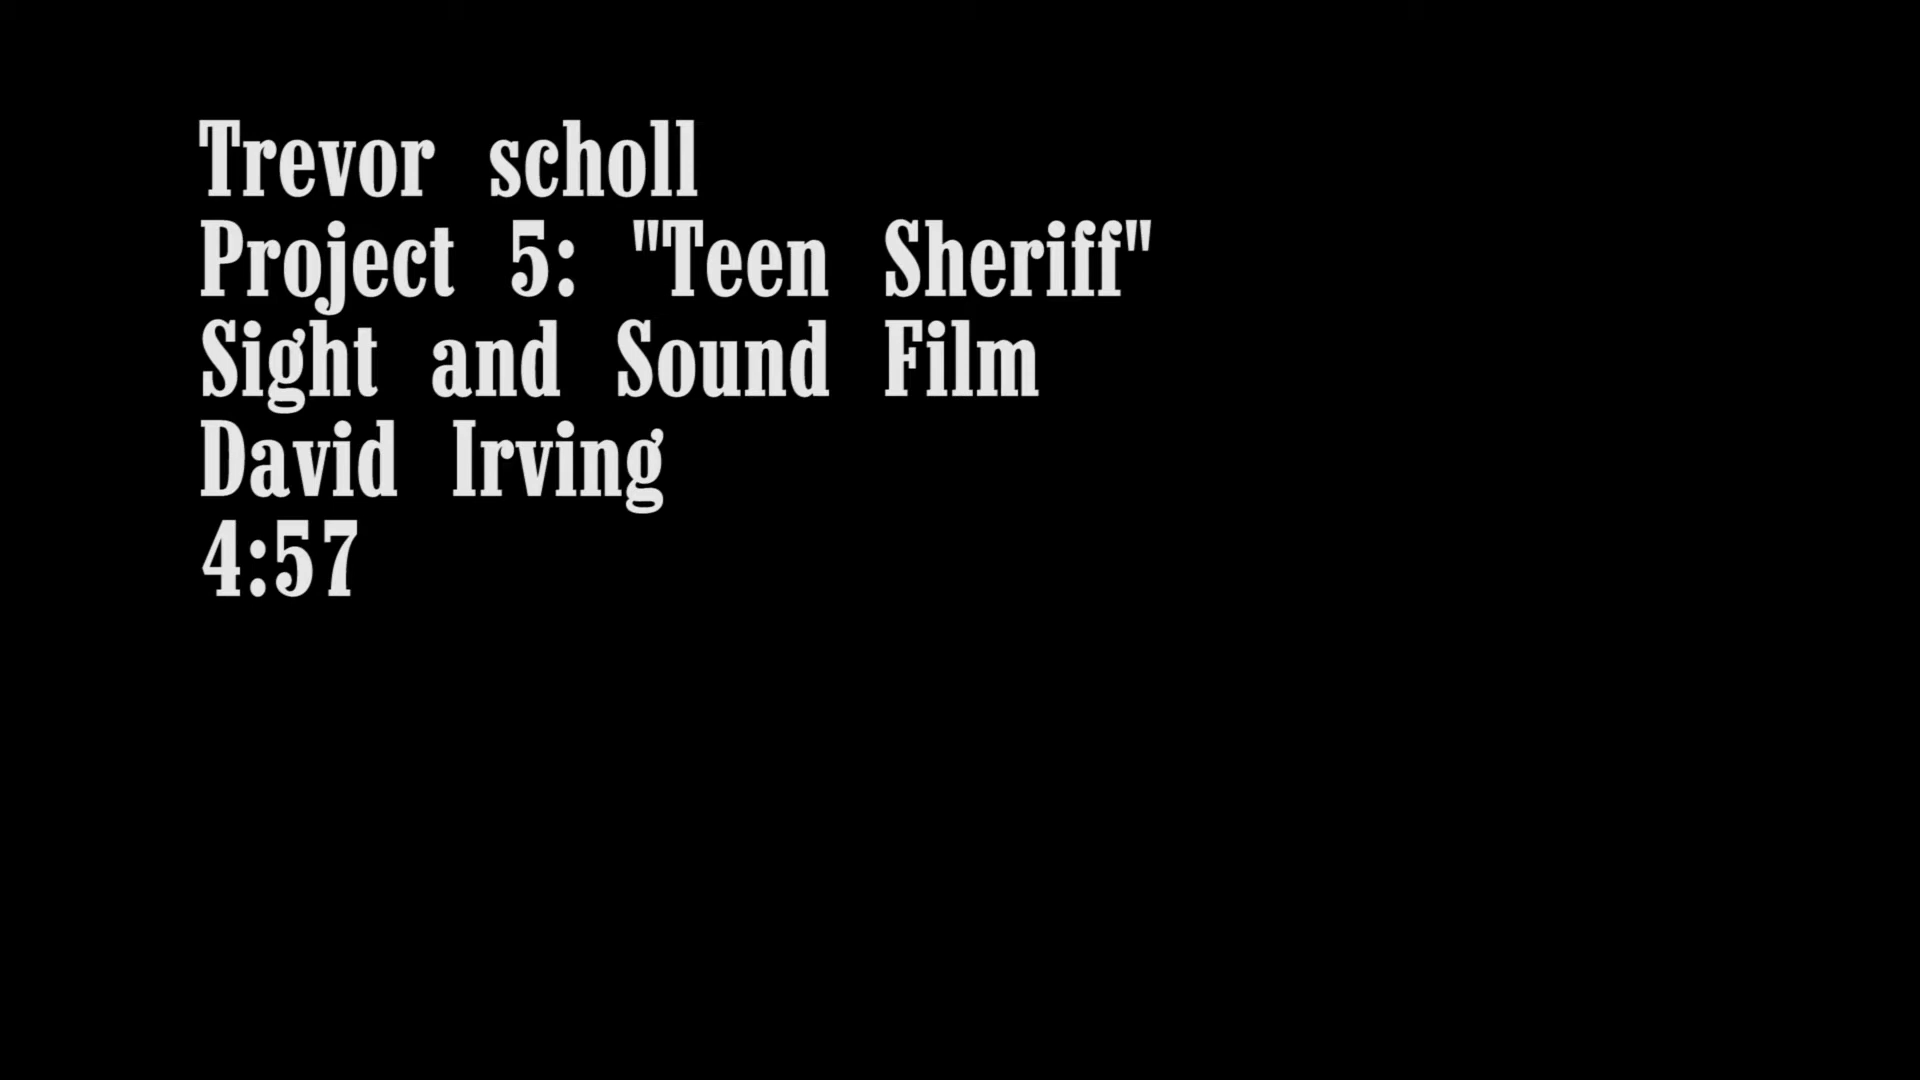 Trevor scholl
Project 5: "Teen Sheriff"
Sight and Sound Film
David Irving
4:57